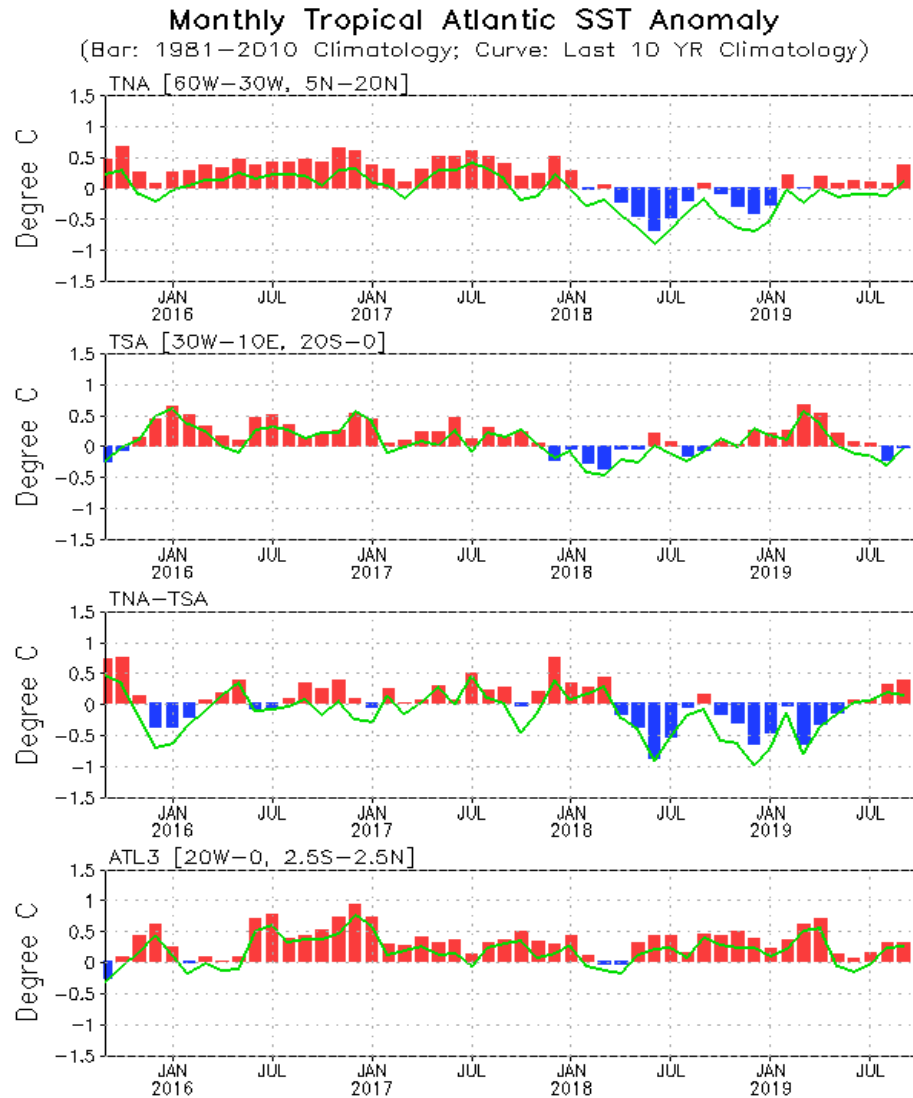 Monthly Tropical Atlantic SST Anomaly
(Bar: 1981-2010 Climatology; Curve: Last 10 YR Climatology)
TNA [60W-30W, 5N-20N]
Degree C
1.5
1
0.5
0
-0.5
-1
-1.5
JAN JUL JAN JUL JAN JUL JAN JUL
2016 2017 2018 2019
TSA [30W-10E, 20S-0]
Degree C
1.5
1
0.5
0
-0.5
-1
-1.5
JAN JUL JAN JUL JAN JUL JAN JUL
2016 2017 2018 2019
TNA-TSA
Degree C
1.5
1
0.5
0
-0.5
-1
-1.5
JAN JUL JAN JUL JAN JUL JAN JUL
2016 2017 2018 2019
ATL3 [20W-0, 2.5S-2.5N]
Degree C
1.5
1
0.5
0
-0.5
-1
-1.5
JAN JUL JAN JUL JAN JUL JAN JUL
2016 2017 2018 2019